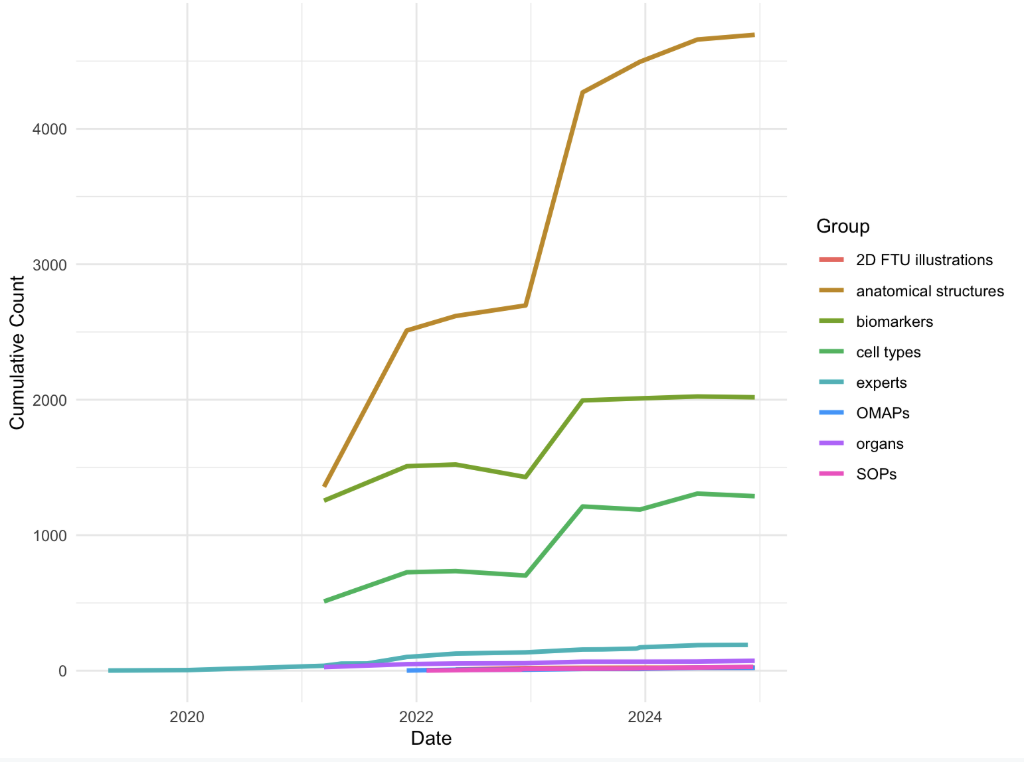 4000
3000
2000
1000
0
Cumulative Count
2020
2022
2024
Date
Group
2D FTU illustrations
anatomical structures
biomarkers
cell types
experts
OMAPs
organs
SOPs